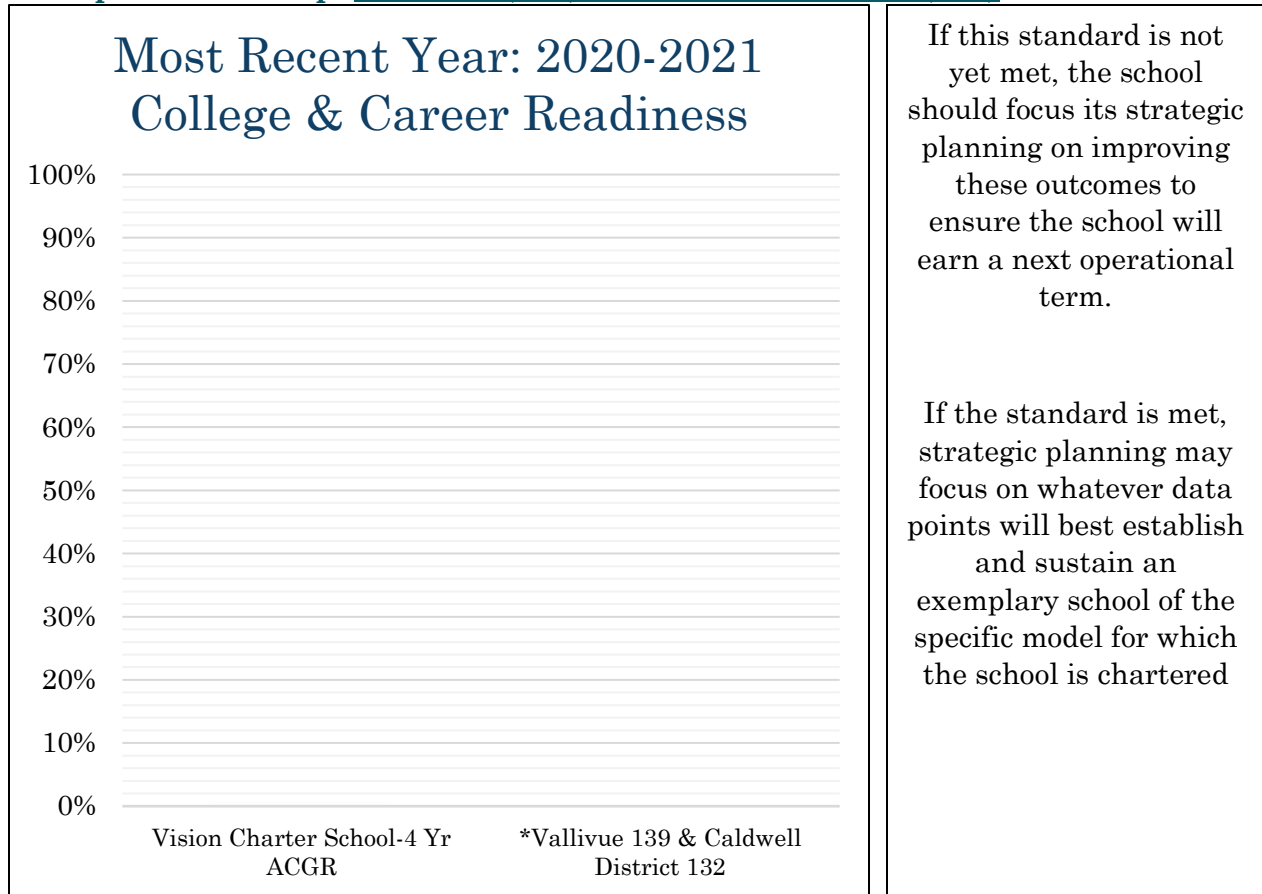 Most Recent Year: 2020-2021
College & Career Readiness
100%
90%
80%
70%
60%
50%
40%
30%
20%
10%
0%
Vision Charter School-4 Yr
ACGR
*Vallivue 139 & Caldwell
District 132
If this standard is not
yet met, the school
should focus its strategic
planning on improving
these outcomes to
ensure the school will
earn a next operational
term.
If the standard is met,
strategic planning may
focus on whatever data
points will best establish
and sustain an
exemplary school of the
specific model for which
the school is chartered